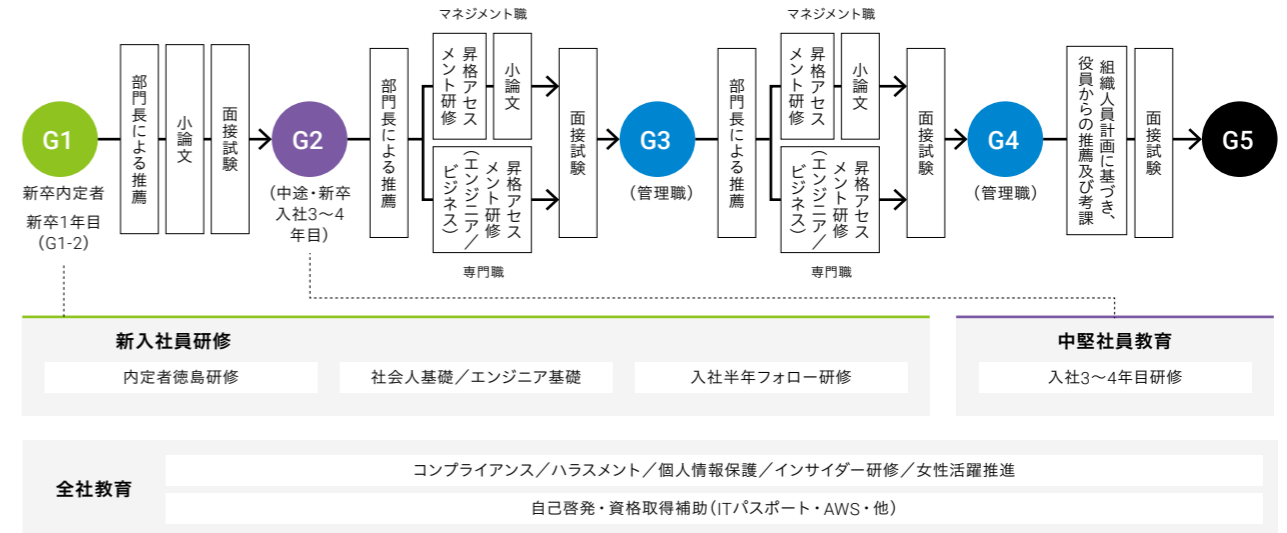 G1
新卒内定者
新卒1年目
(G1-2)
部門長による推薦
小論文
面接試験
G2
(中途・新卒
入社3〜4
年目)
部門長による推薦
マネジメント職
昇格アセス
メント研修
小論文
昇格アセス
メント研修
(エンジニア/
ビジネス)
専門職
面接試験
G3
(管理職)
部門長による推薦
マネジメント職
昇格アセス
メント研修
小論文
昇格アセス
メント研修
(エンジニア/
ビジネス)
専門職
面接試験
G4
(管理職)
組織人員計画に基づき、
役員からの推薦及び考課
面接試験
G5
新入社員研修
内定者徳島研修
社会人基礎/エンジニア基礎
入社半年フォロー研修
中堅社員教育
入社3〜4年目研修
全社教育
コンプライアンス/ハラスメント/個人情報保護/インサイダー研修/女性活躍推進
自己啓発・資格取得補助(ITパスポート・AWS・他)